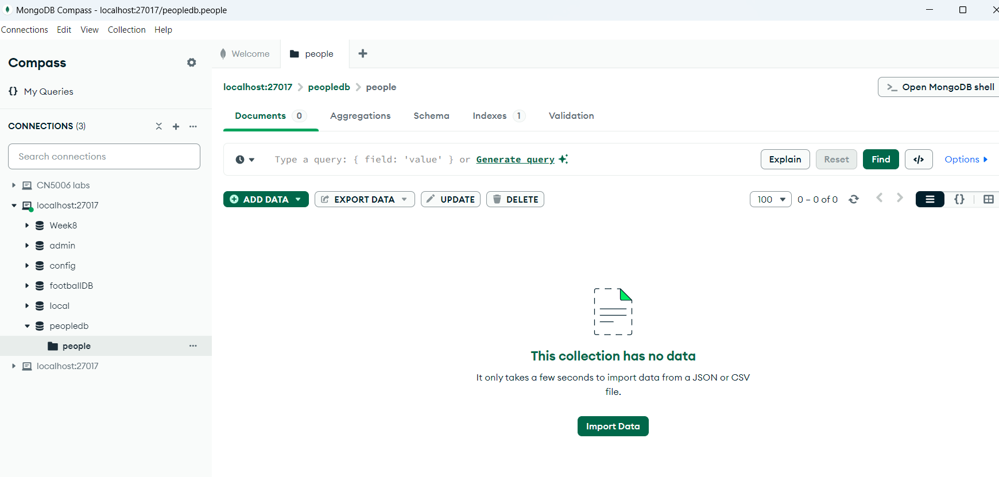 MongoDB Compass - localhost:27017/peopledb.people
Connections Edit View Collection Help
Compass
{} My Queries
CONNECTIONS (3)
Search connections
CN5006 labs
localhost:27017
Week8
admin
config
footballDB
local
peopledb
people
localhost:27017
Welcome people
localhost:27017 > peopledb > people
>_ Open MongoDB shell
Documents 0 Aggregations Schema Indexes 1 Validation
Type a query: { field: 'value' } or Generate query
Explain Reset Find </> Options
ADD DATA EXPORT DATA UPDATE DELETE
100 0 – 0 of 0 {}
This collection has no data
It only takes a few seconds to import data from a JSON or CSV
file.
Import Data